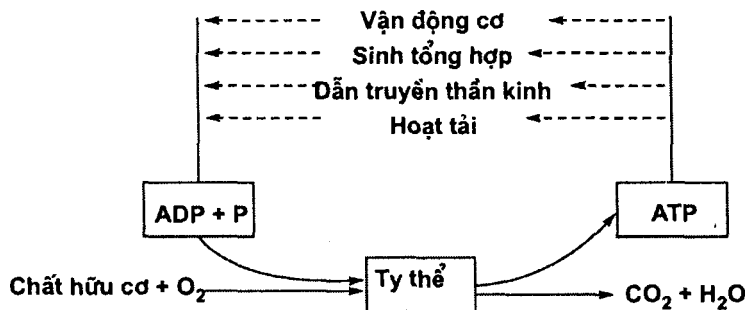 Vận động cơ
Sinh tổng hợp
Dẫn truyền thần kinh
Hoạt tải
ADP + P
ATP
Chất hữu cơ + O₂
Ty thể
CO₂ + H₂O